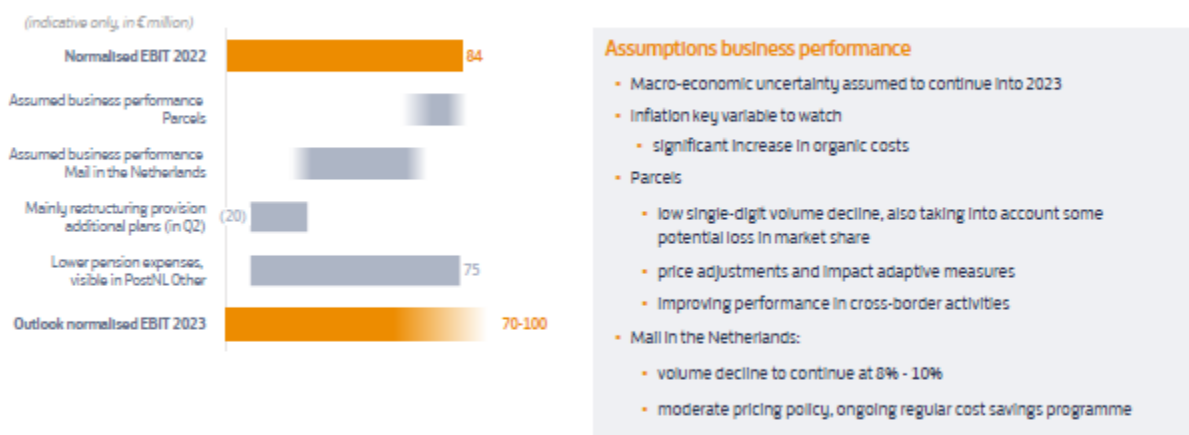 (indicative only, in € million)
Normalised EBIT 2022
84
Assumed business performance
Parcels
Assumed business performance
Mail in the Netherlands
Mainly restructuring provision
additional plans (in Q2)
(20)
Lower pension expenses,
visible in PostNL Other
75
Outlook normalised EBIT 2023
70-100
Assumptions business performance
▪ Macro-economic uncertainty assumed to continue into 2023
▪ Inflation key variable to watch
▪ significant increase in organic costs
▪ Parcels
▪ low single-digit volume decline, also taking into account some
potential loss in market share
▪ price adjustments and impact adaptive measures
▪ Improving performance in cross-border activities
▪ Mail in the Netherlands:
▪ volume decline to continue at 8% - 10%
▪ moderate pricing policy, ongoing regular cost savings programme